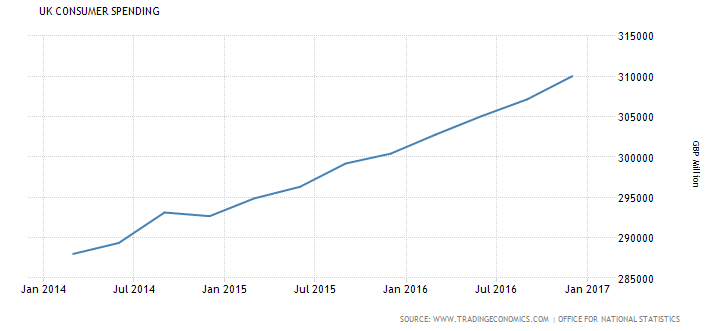 UK CONSUMER SPENDING
315000
310000
305000
300000
295000
290000
285000
GBP Million
Jan 2014 Jul 2014 Jan 2015 Jul 2015 Jan 2016 Jul 2016 Jan 2017
SOURCE: WWW.TRADINGECONOMICS.COM | OFFICE FOR NATIONAL STATISTICS